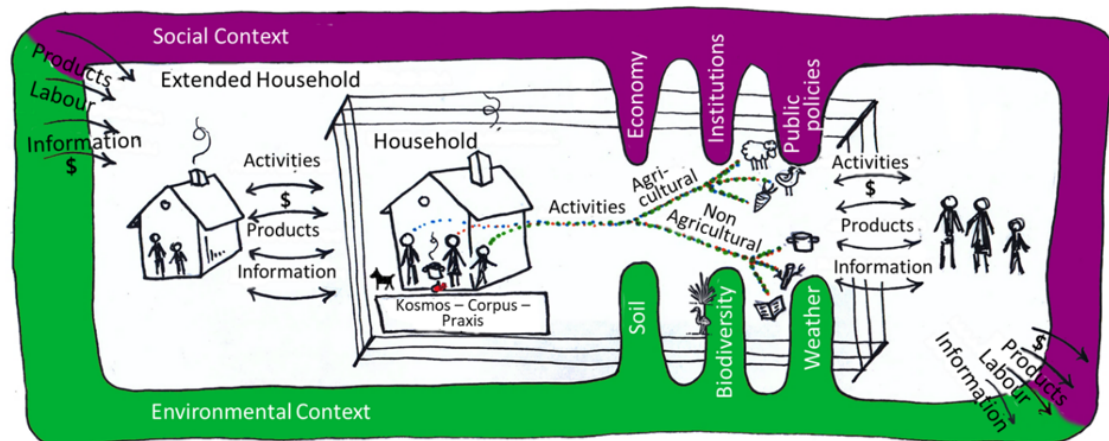 Social Context
Products
Labour
Information
$
Extended Household
Activities
$
Products
Information
Household
Kosmos – Corpus –
Praxis
Activities
Agri-
cultural
Non
Agricultural
Economy
Institutions
Public
policies
Soil
Biodiversity
Weather
Activities
$
Products
Information
$
Products
Labour
Information
Environmental Context